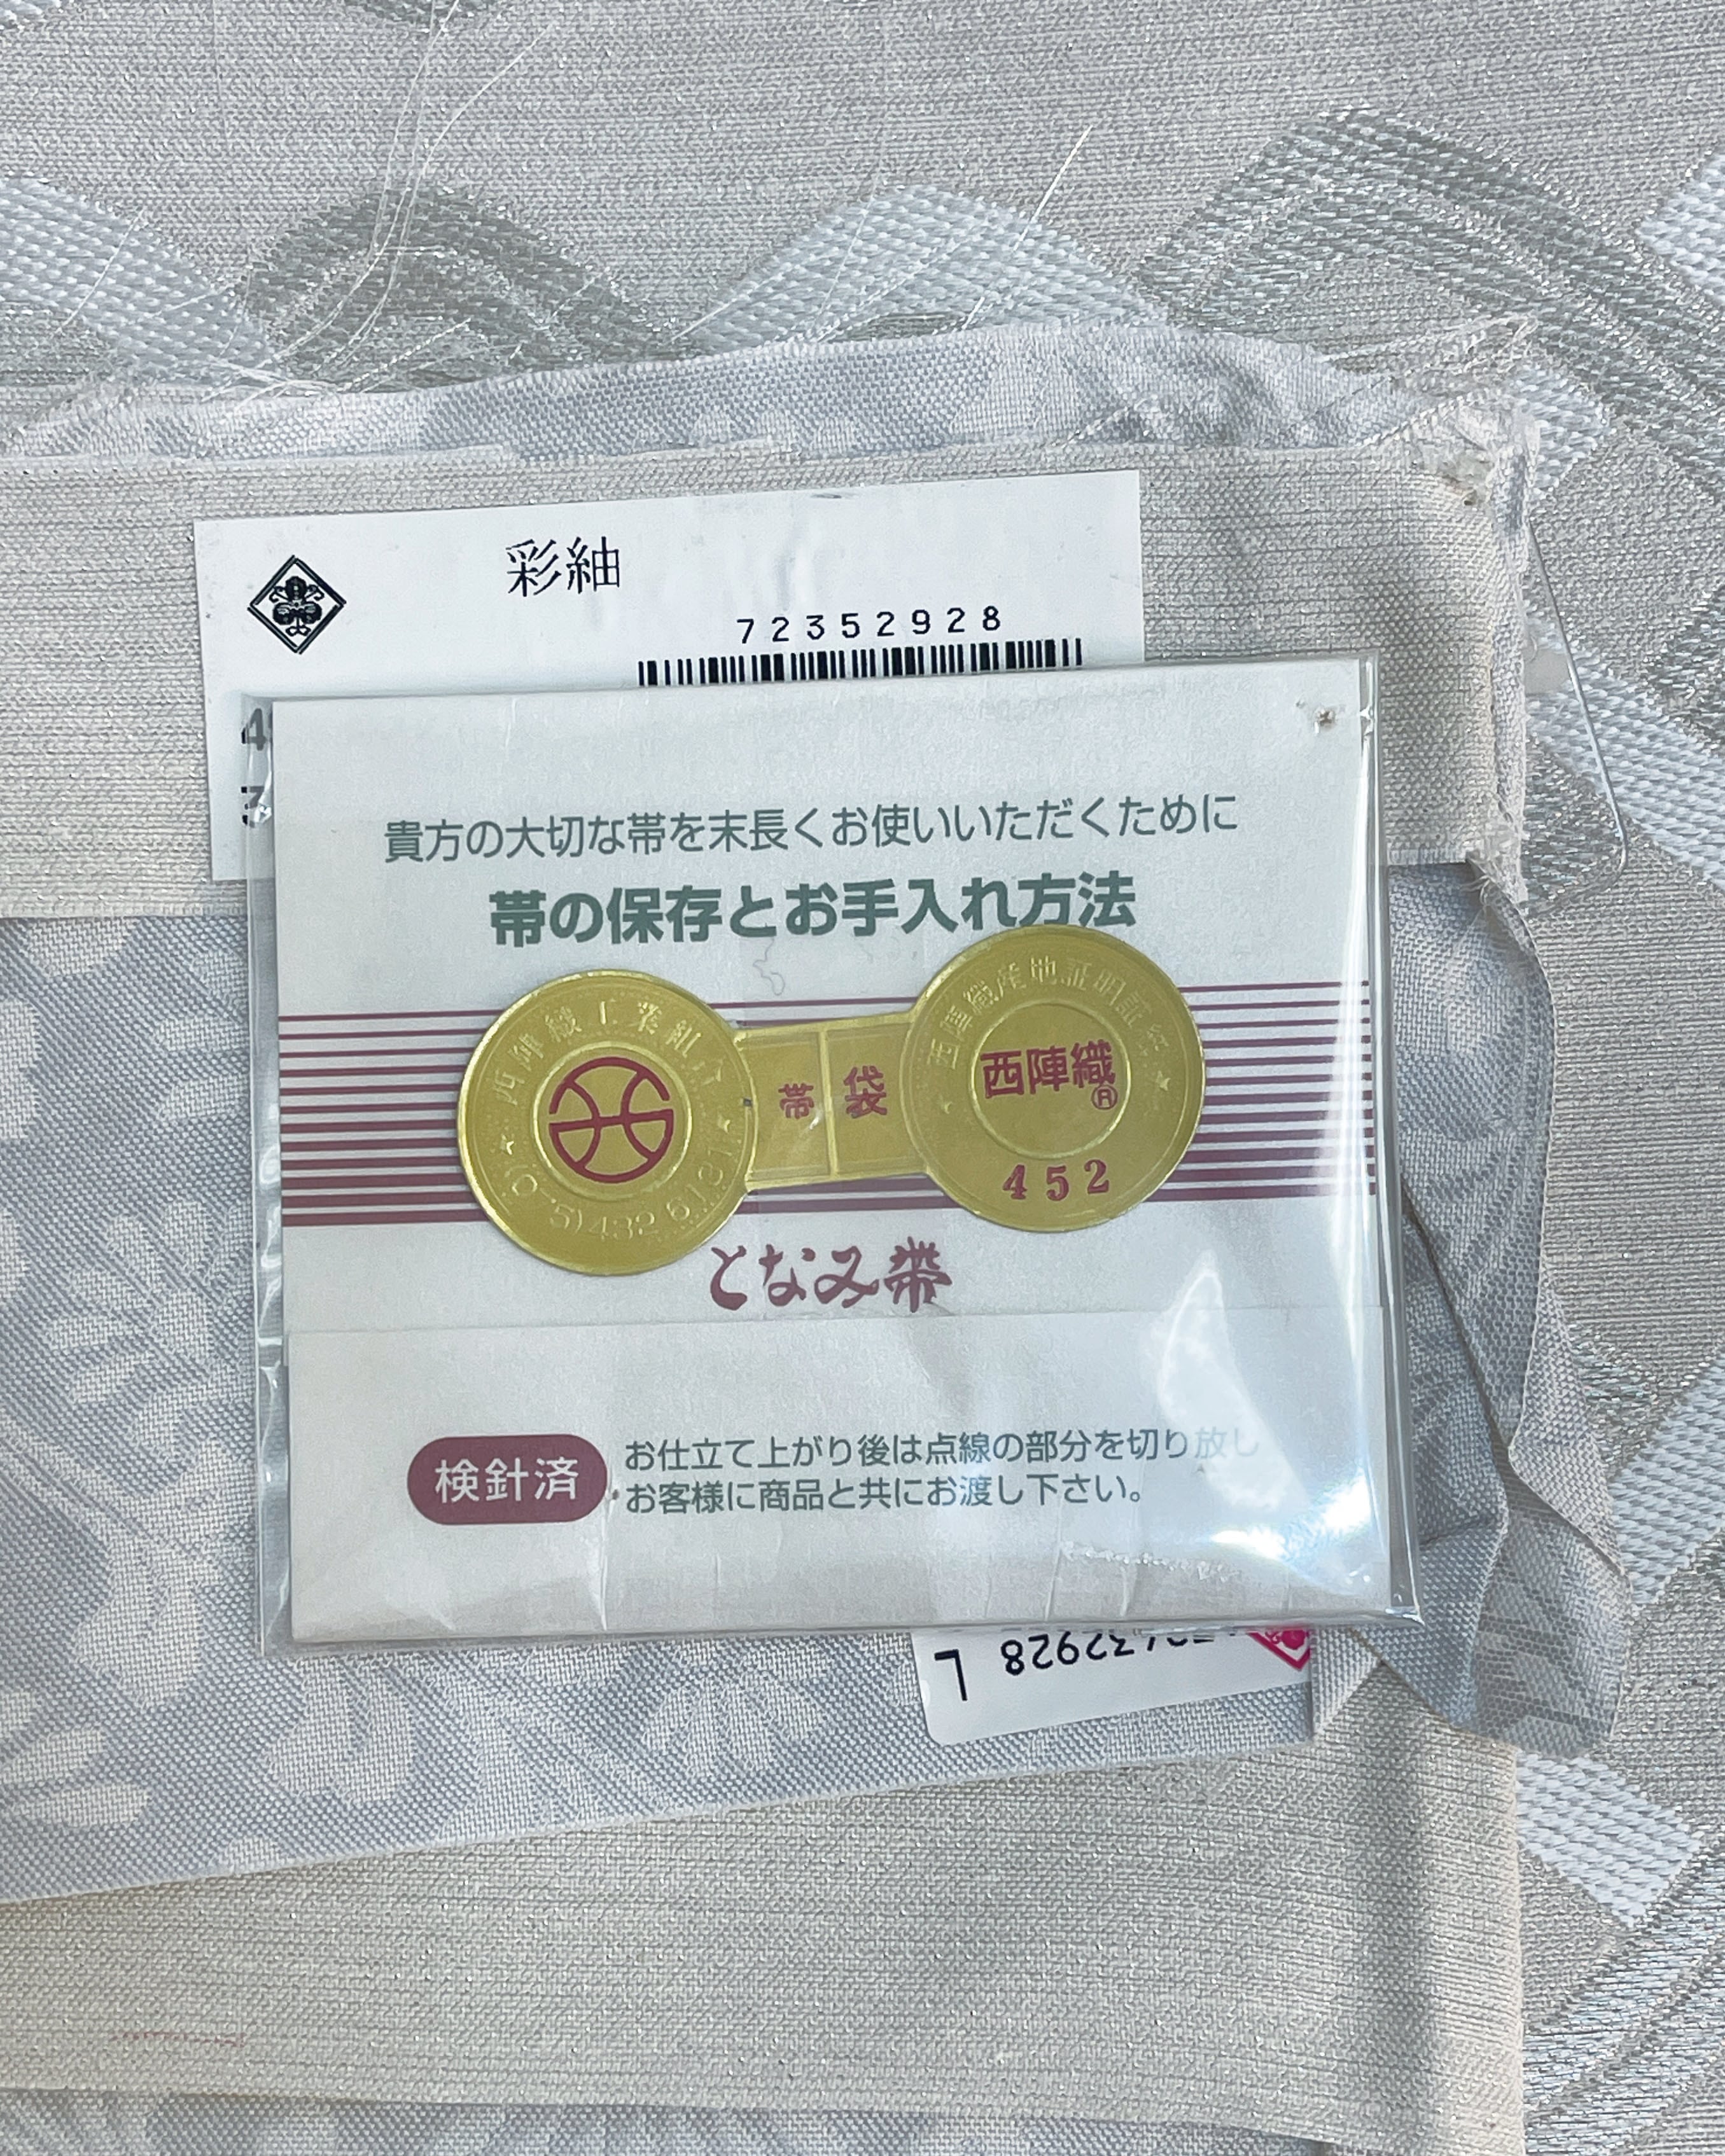 彩紬
72352928
貴方の大切な帯を末長くお使いいただくために
帯の保存とお手入れ方法
西陣織工業組合
西陣織産地証明証紙
帯 袋
西陣織®
452
となみ帯
検針済
お仕立て上がり後は点線の部分を切り放し
お客様に商品と共にお渡し下さい。
32928